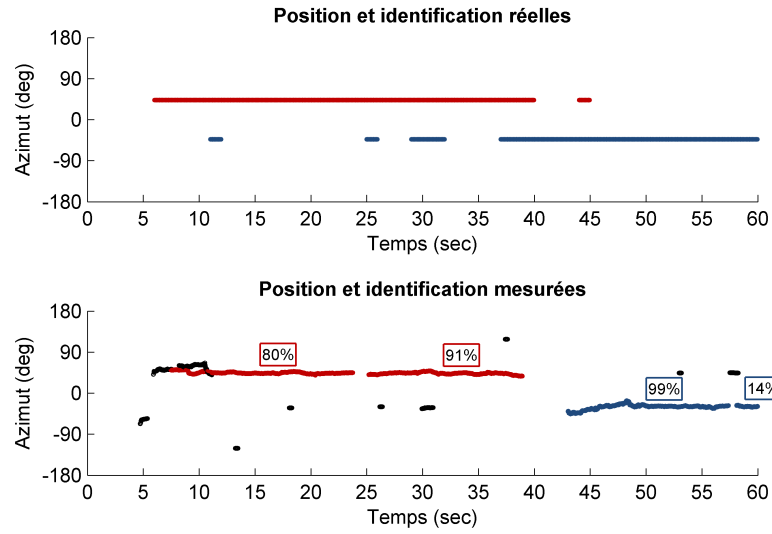 Position et identification réelles
180
90
0
-90
-180
Azimut (deg)
0 5 10 15 20 25 30 35 40 45 50 55 60
Temps (sec)
Position et identification mesurées
180
90
0
-90
-180
Azimut (deg)
80%
91%
99%
14%
0 5 10 15 20 25 30 35 40 45 50 55 60
Temps (sec)